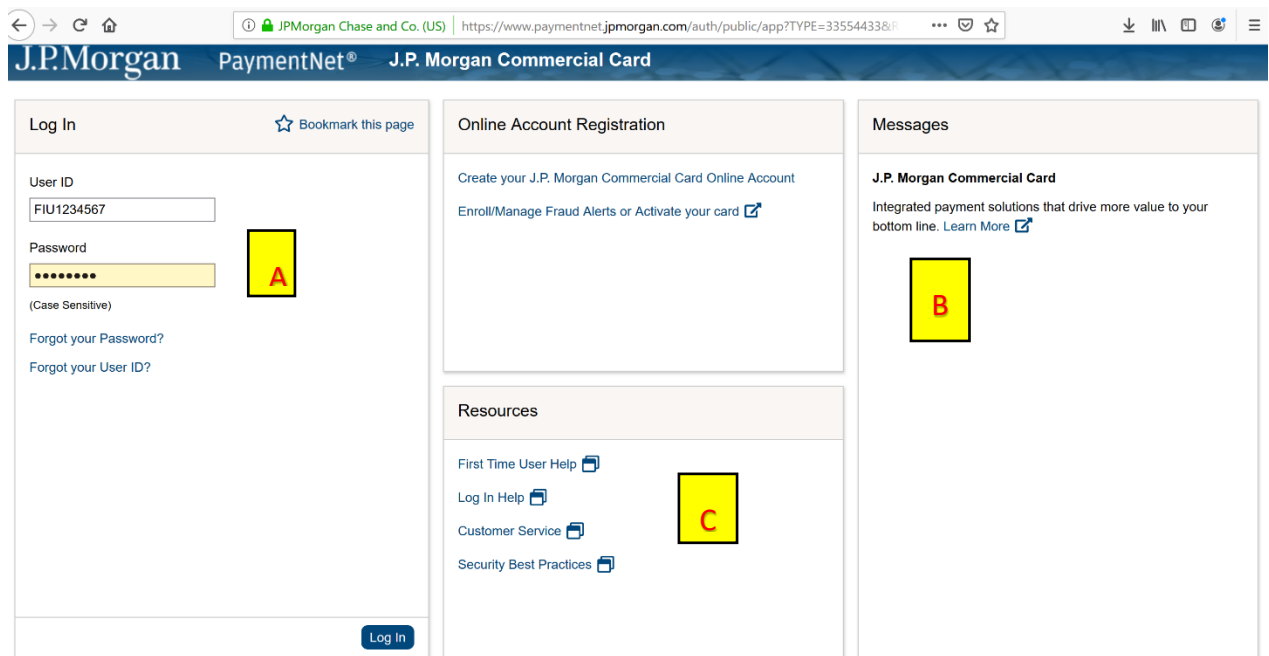 JPMorgan Chase and Co. (US) https://www.paymentnet.jpmorgan.com/auth/public/app?TYPE=33554433&
J.P.Morgan PaymentNet® J.P. Morgan Commercial Card
Log In
Bookmark this page
User ID
FIU1234567
Password
••••••••
(Case Sensitive)
Forgot your Password?
Forgot your User ID?
Log In
A
Online Account Registration
Create your J.P. Morgan Commercial Card Online Account
Enroll/Manage Fraud Alerts or Activate your card
Resources
First Time User Help
Log In Help
Customer Service
Security Best Practices
C
Messages
J.P. Morgan Commercial Card
Integrated payment solutions that drive more value to your
bottom line. Learn More
B